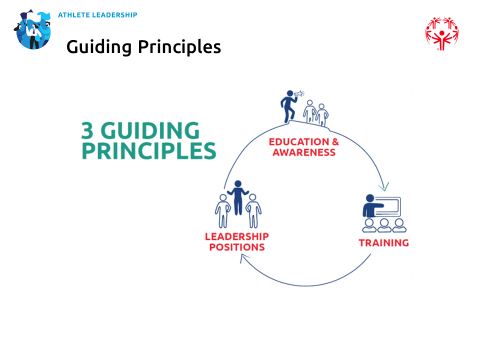 ATHLETE LEADERSHIP
Guiding Principles
3 GUIDING
PRINCIPLES
EDUCATION &
AWARENESS
LEADERSHIP
POSITIONS
TRAINING